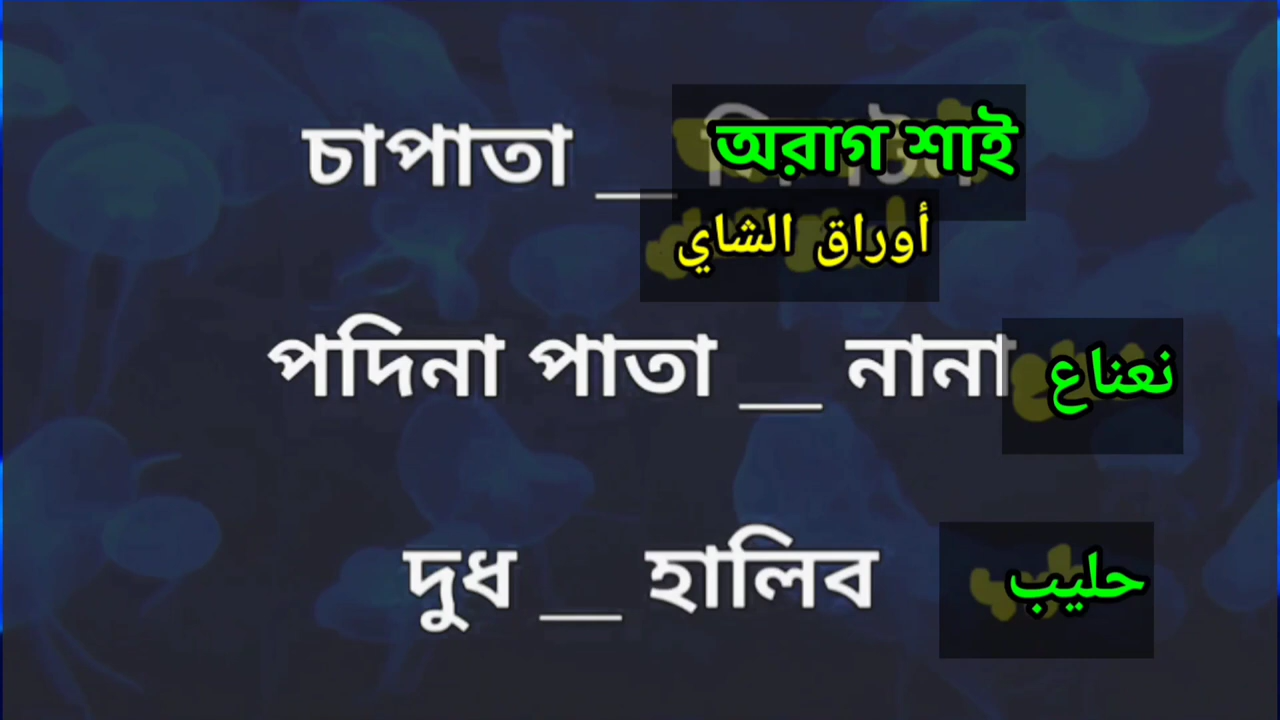 চাপাতা __ অরাগ শাই
أوراق الشاي
পদিনা পাতা __ নানা نعناع
দুধ __ হালিব حليب